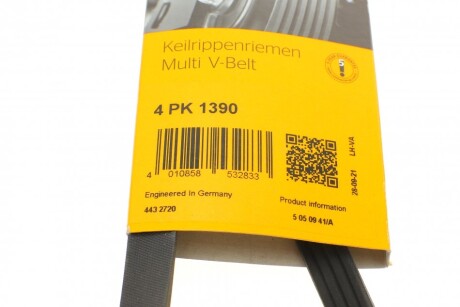 Keilrippenriemen
Multi V-Belt
4 PK 1390
4 010858 532833
Engineered In Germany
443 2720
Product information
5 05 09 41/A
28-09-21 LH-VA